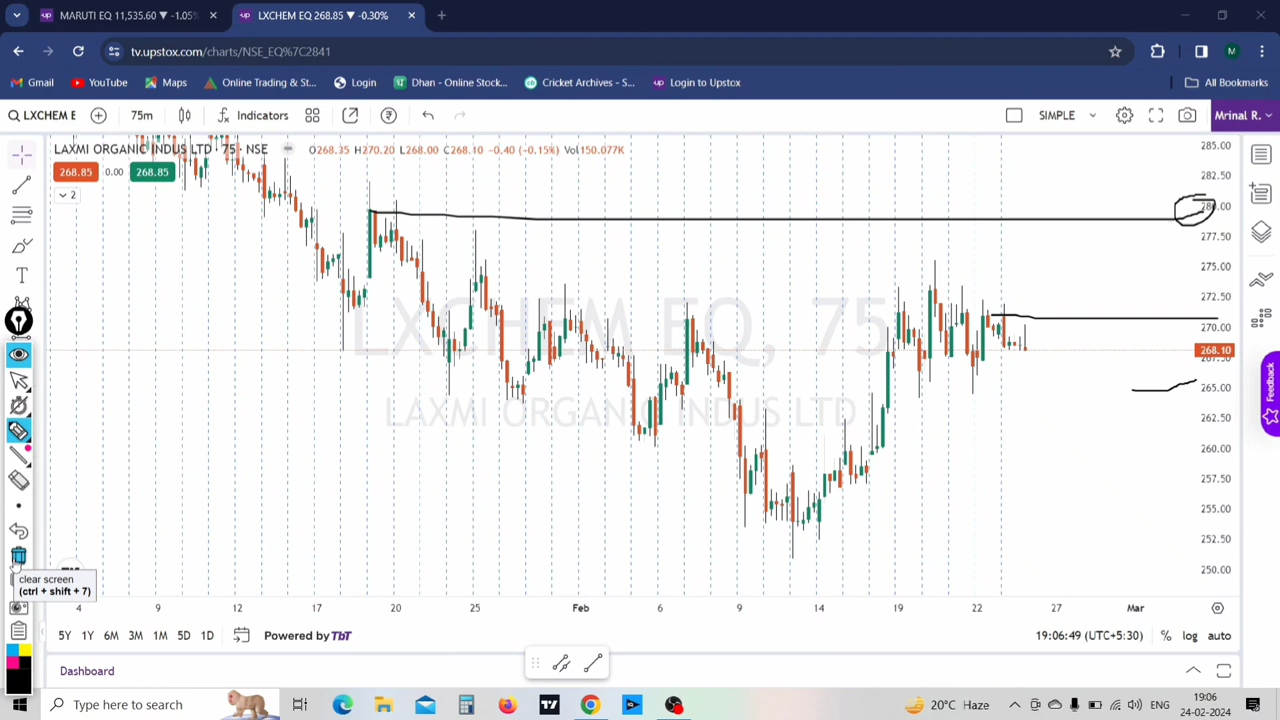 MARUTI EQ 11,535.60 ▼ -1.05%
LXCHEM EQ 268.85 ▼ -0.30%
tv.upstox.com/charts/NSE_EQ%7C2841
Gmail YouTube Maps Online Trading & St... Login Dhan - Online Stock... Cricket Archives - S... Login to Upstox All Bookmarks
LXCHEM E 75m Indicators SIMPLE Mrinal R.
LAXMI ORGANIC INDUS LTD · 75 · NSE O268.35 H270.20 L268.00 C268.10 -0.40 (-0.15%) Vol150.077K
268.85 0.00 268.85
2
LXCHEM EQ, 75
LAXMI ORGANIC INDUS LTD
285.00
282.50
280.00
277.50
275.00
272.50
270.00
268.10
267.50
265.00
262.50
260.00
257.50
255.00
252.50
250.00
Feedback
clear screen
(ctrl + shift + 7)
4 9 12 17 20 25 Feb 6 9 14 19 22 27 Mar
5Y 1Y 6M 3M 1M 5D 1D Powered by TbT 19:06:49 (UTC+5:30) % log auto
Dashboard
Type here to search 20°C Haze ENG 19:06
24-02-2024